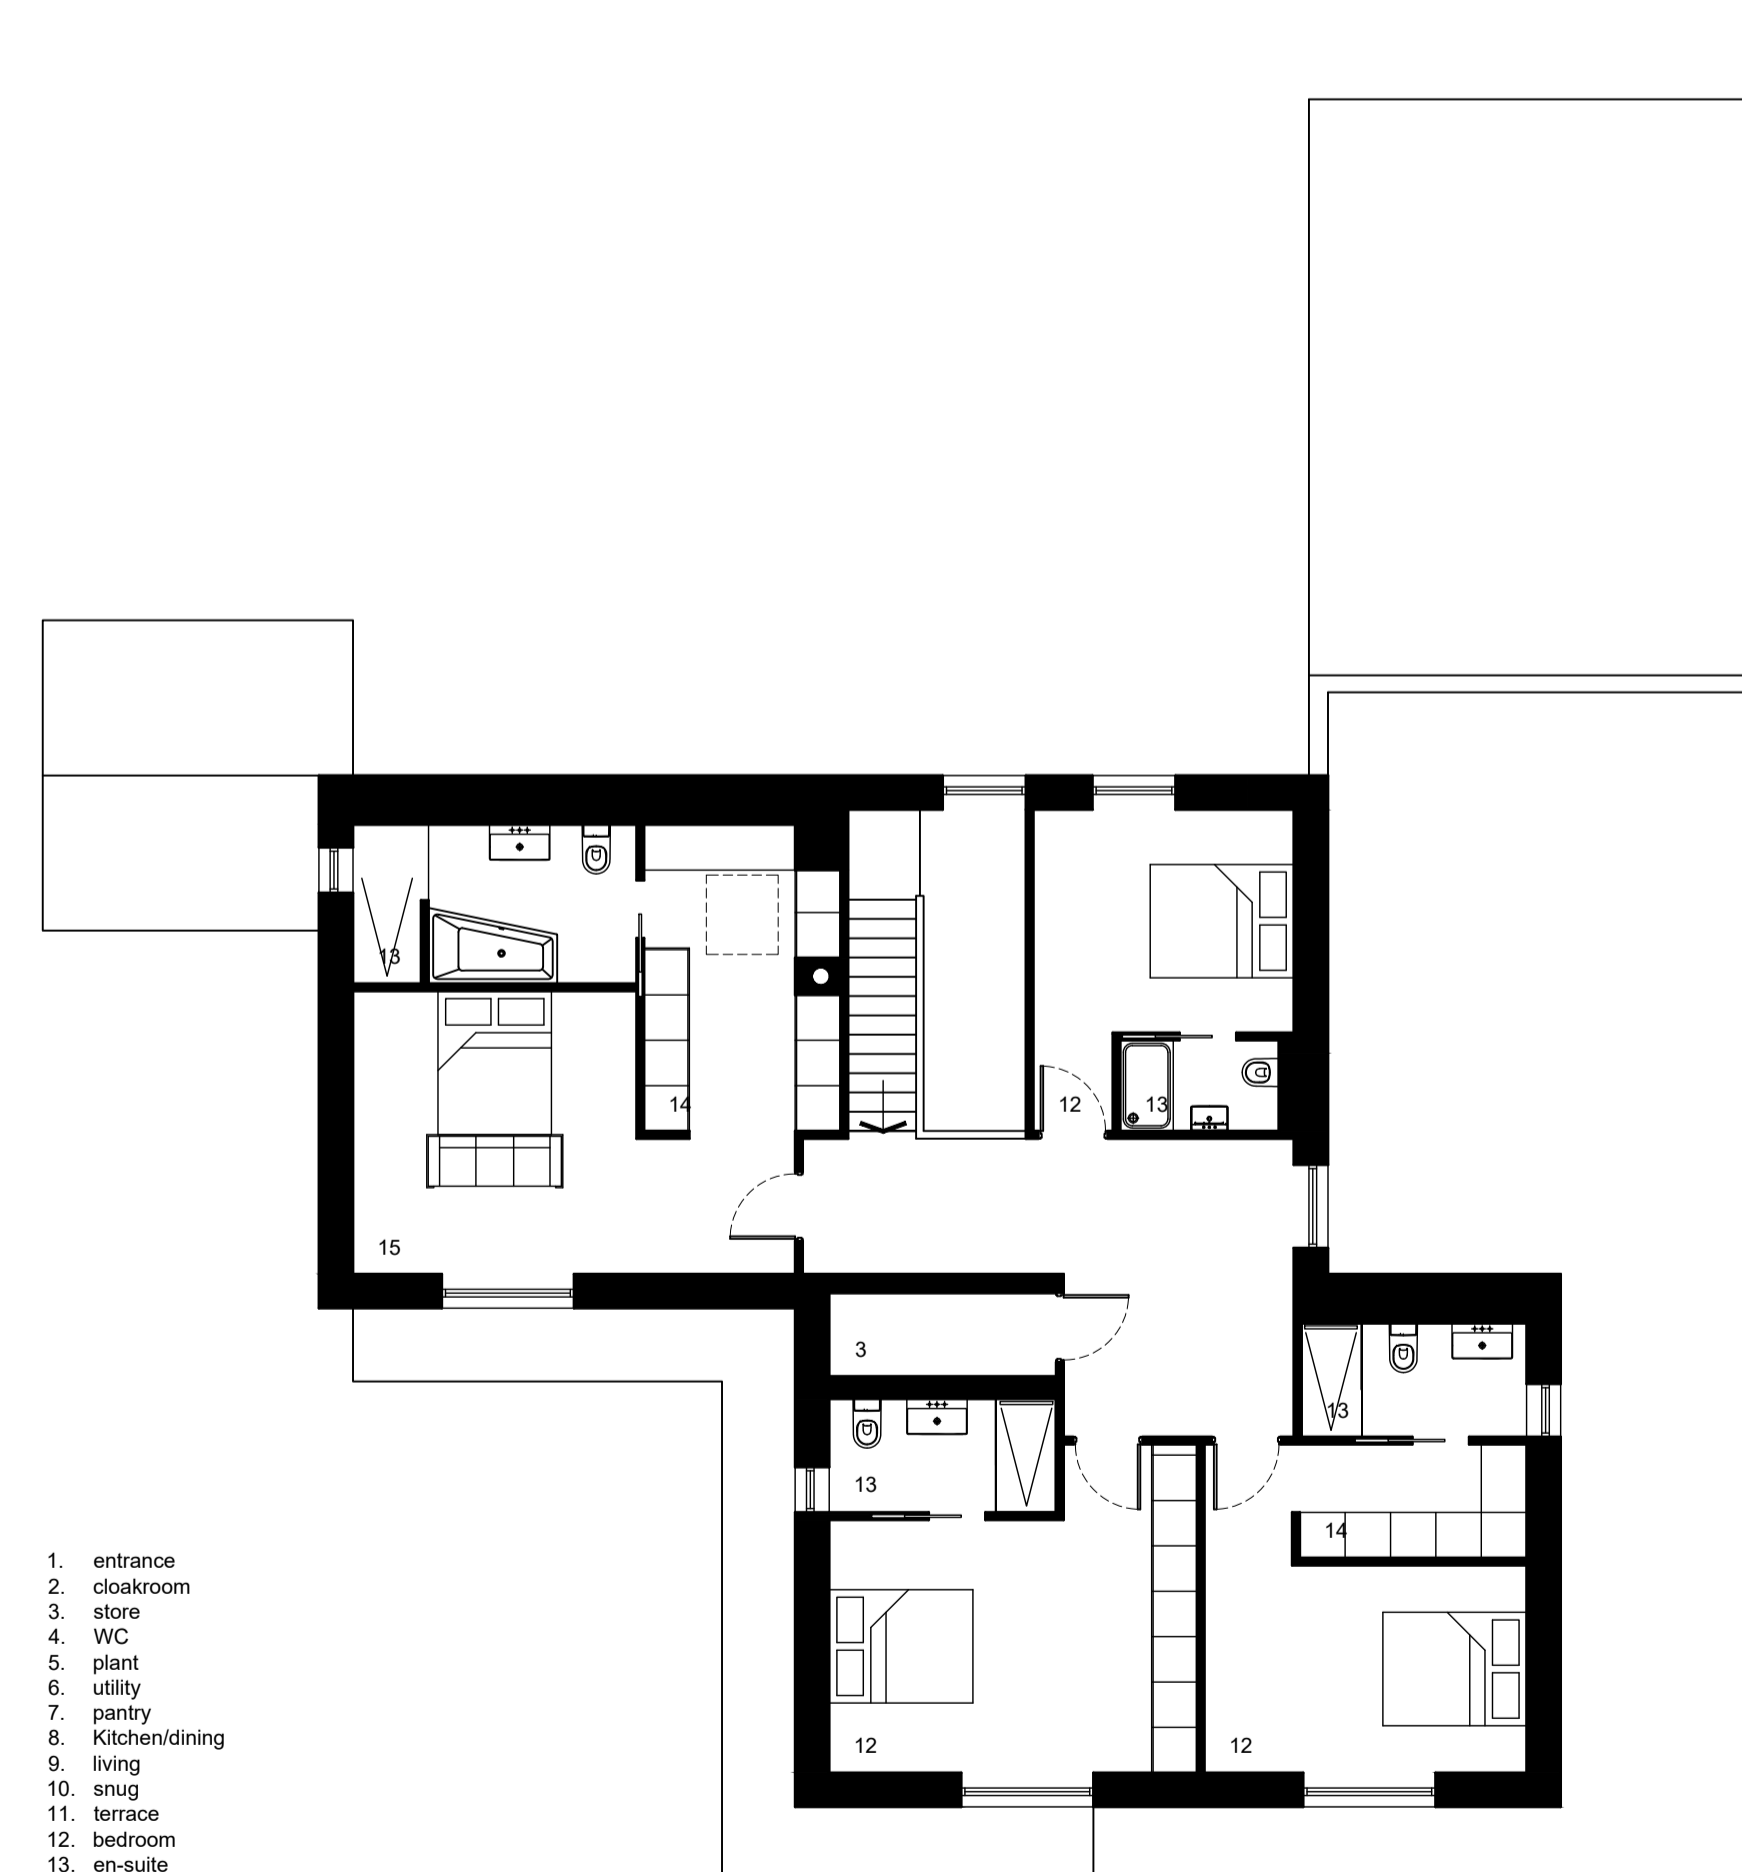 13
14
12
13
15
3
13
13
14
12
12
1. entrance
2. cloakroom
3. store
4. WC
5. plant
6. utility
7. pantry
8. Kitchen/dining
9. living
10. snug
11. terrace
12. bedroom
13. en-suite